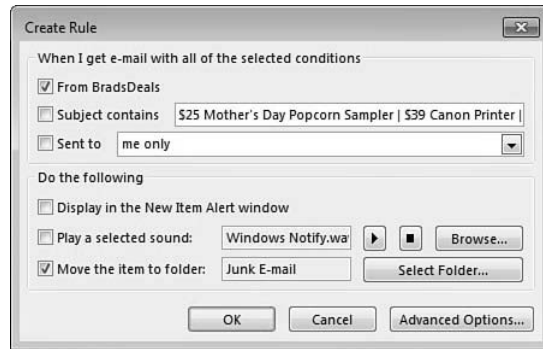 Create Rule
When I get e-mail with all of the selected conditions
From BradsDeals
Subject contains $25 Mother's Day Popcorn Sampler | $39 Canon Printer |
Sent to me only
Do the following
Display in the New Item Alert window
Play a selected sound: Windows Notify.wa Browse...
Move the item to folder: Junk E-mail Select Folder...
OK Cancel Advanced Options...